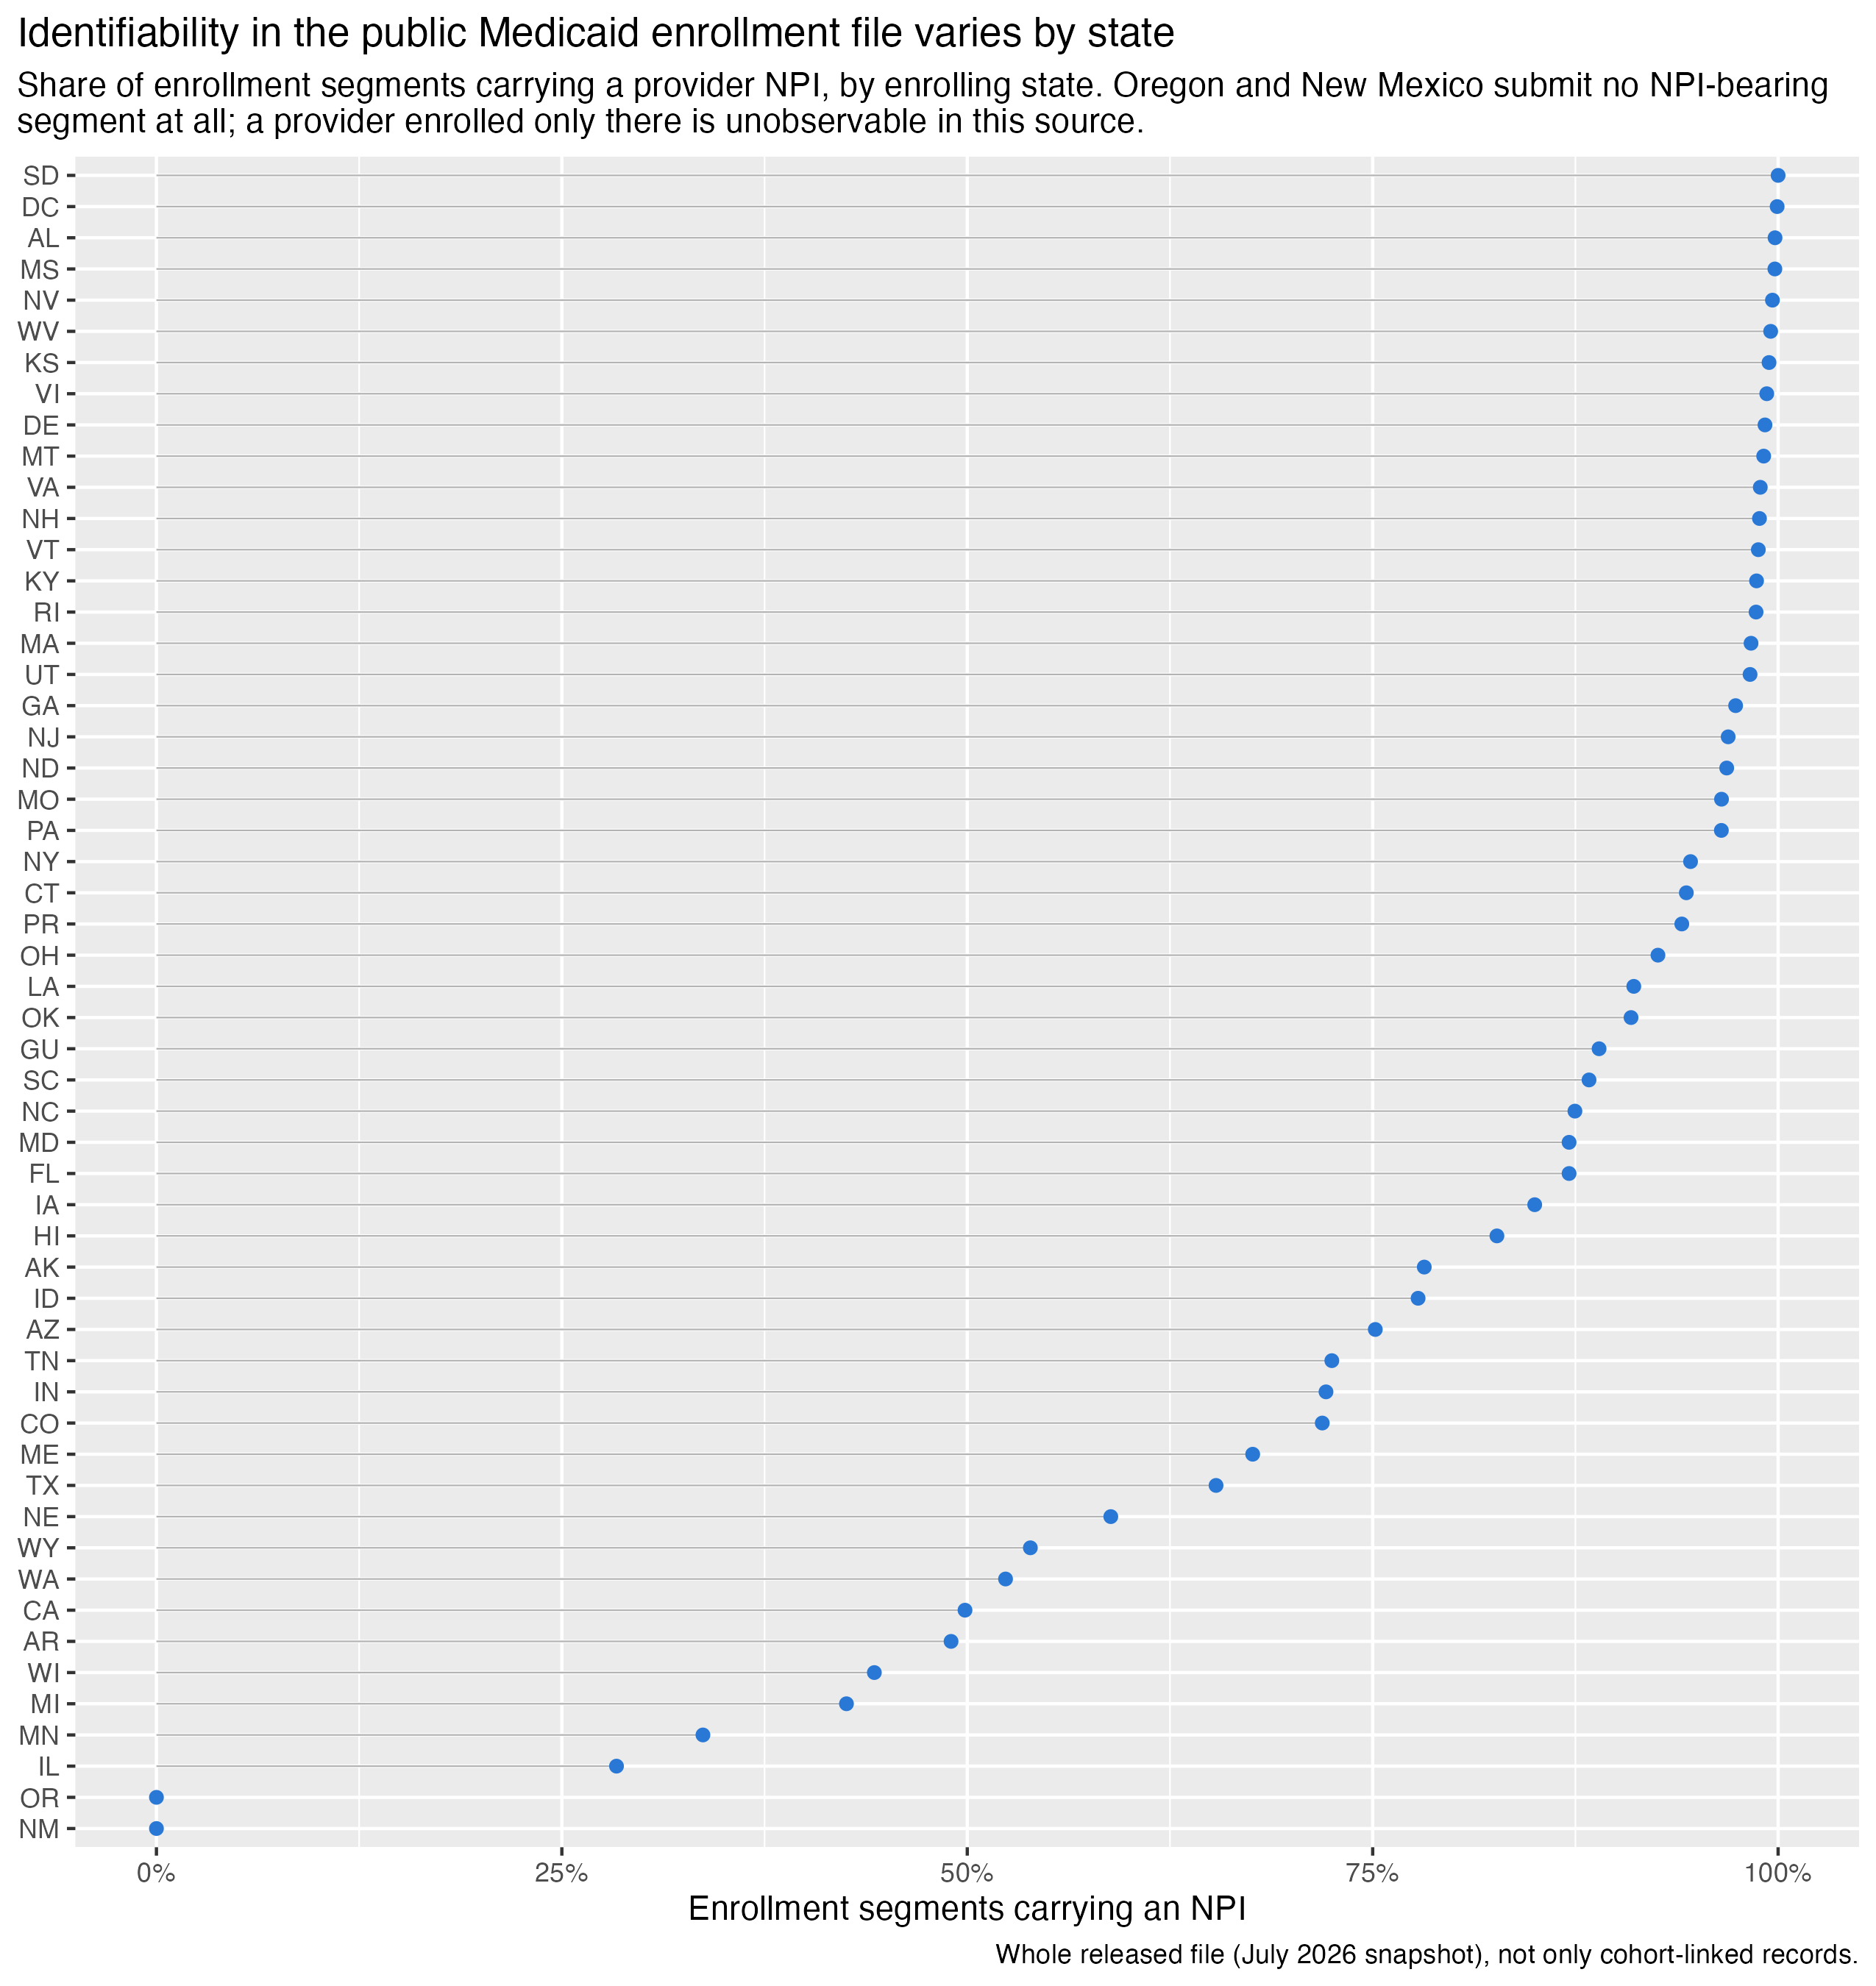 Identifiability in the public Medicaid enrollment file varies by state
Share of enrollment segments carrying a provider NPI, by enrolling state. Oregon and New Mexico submit no NPI-bearing
segment at all; a provider enrolled only there is unobservable in this source.
SD
DC
AL
MS
NV
WV
KS
VI
DE
MT
VA
NH
VT
KY
RI
MA
UT
GA
NJ
ND
MO
PA
NY
CT
PR
OH
LA
OK
GU
SC
NC
MD
FL
IA
HI
AK
ID
AZ
TN
IN
CO
ME
TX
NE
WY
WA
CA
AR
WI
MI
MN
IL
OR
NM
0% 25% 50% 75% 100%
Enrollment segments carrying an NPI
Whole released file (July 2026 snapshot), not only cohort-linked records.